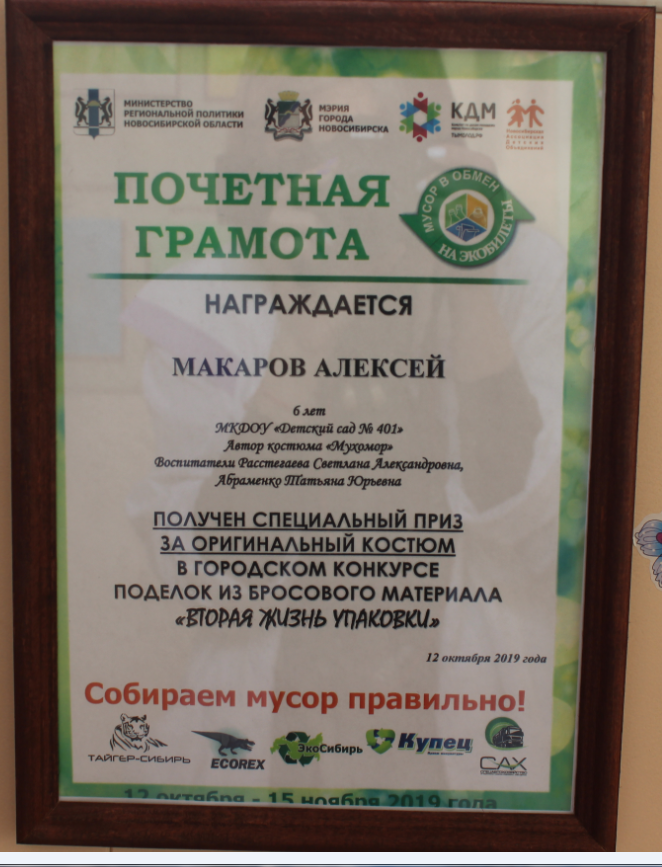 МИНИСТЕРСТВО
РЕГИОНАЛЬНОЙ ПОЛИТИКИ
НОВОСИБИРСКОЙ ОБЛАСТИ
МЭРИЯ
ГОРОДА
НОВОСИБИРСКА
КДМ
ПОЧЕТНАЯ
ГРАМОТА
МУСОР В ОБМЕН
НА ЭКОБИЛЕТЫ
НАГРАЖДАЕТСЯ
МАКАРОВ АЛЕКСЕЙ
6 лет
МКДОУ «Детский сад № 401»
Автор костюма «Мухомор»
Воспитатели Расстегаева Светлана Александровна,
Абраменко Татьяна Юрьевна
ПОЛУЧЕН СПЕЦИАЛЬНЫЙ ПРИЗ
ЗА ОРИГИНАЛЬНЫЙ КОСТЮМ
В ГОРОДСКОМ КОНКУРСЕ
ПОДЕЛОК ИЗ БРОСОВОГО МАТЕРИАЛА
«ВТОРАЯ ЖИЗНЬ УПАКОВКИ»
12 октября 2019 года
Собираем мусор правильно!
ТАЙГЕР-СИБИРЬ
ECOREX
ЭкоСибирь
Купец
САХ
12 октября - 15 ноября 2019 года